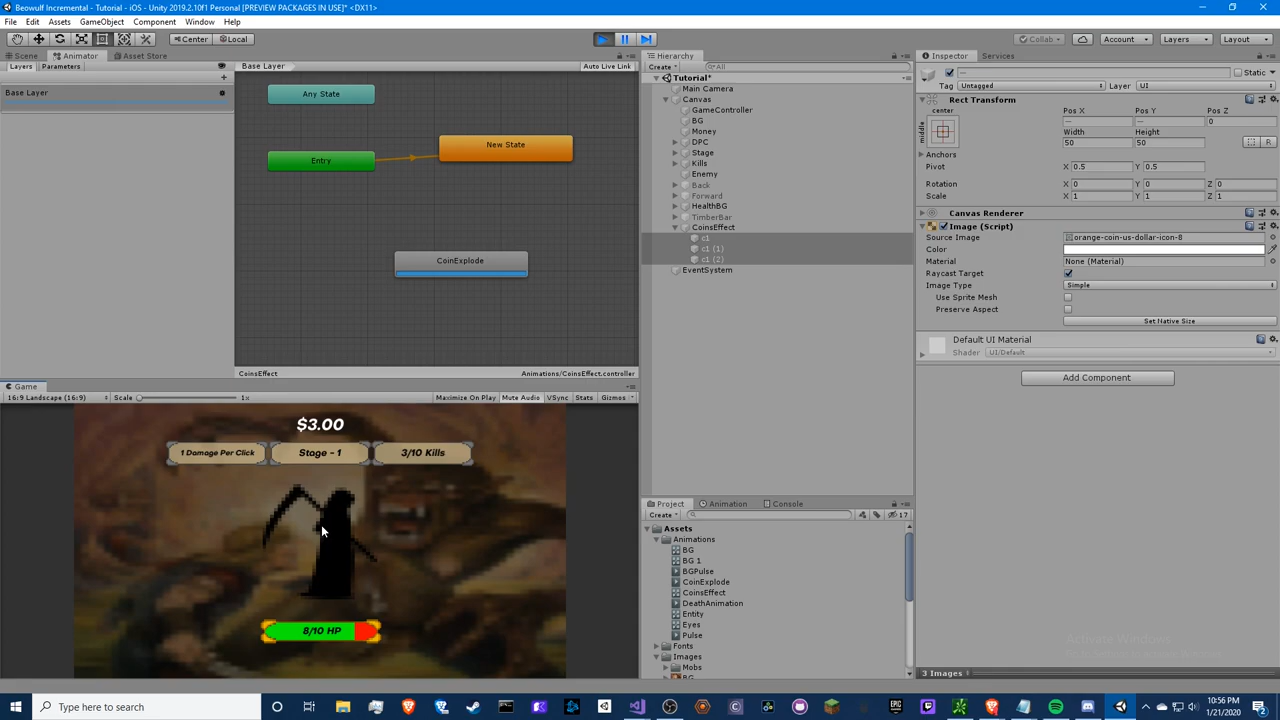 Beowulf Incremental - Tutorial - iOS - Unity 2019.2.10f1 Personal [PREVIEW PACKAGES IN USE]* <DX11>
File Edit Assets GameObject Component Window Help
Center Local Collab Account Layers Layout
Scene Animator Asset Store
Layers Parameters
Base Layer
Base Layer Auto Live Link
Any State
Entry
New State
CoinExplode
CoinsEffect Animations/CoinsEffect.controller
Game
16:9 Landscape (16:9) Scale 1x Maximize On Play Mute Audio VSync Stats Gizmos
$3.00
1 Damage Per Click Stage - 1 3/10 Kills
8/10 HP
Hierarchy
Create All
Tutorial*
Main Camera
Canvas
GameController
BG
Money
DPC
Stage
Kills
Enemy
Back
Forward
HealthBG
TimberBar
CoinsEffect
c1
c1 (1)
c1 (2)
EventSystem
Project Animation Console
Create 17
Assets
Animations
BG
BG 1
BGPulse
CoinExplode
CoinsEffect
DeathAnimation
Entity
Eyes
Pulse
Fonts
Images
Mobs
BG
Inspector Services
— Static
Tag Untagged Layer UI
Rect Transform
center Pos X Pos Y Pos Z
middle — — 0
Width Height
50 50 R
Anchors
Pivot X 0.5 Y 0.5
Rotation X 0 Y 0 Z 0
Scale X 1 Y 1 Z 1
Canvas Renderer
Image (Script)
Source Image orange-coin-us-dollar-icon-8
Color
Material None (Material)
Raycast Target
Image Type Simple
Use Sprite Mesh
Preserve Aspect
Set Native Size
Default UI Material
Shader UI/Default
Add Component
Activate Windows
3 Images
Type here to search
10:56 PM
1/21/2020